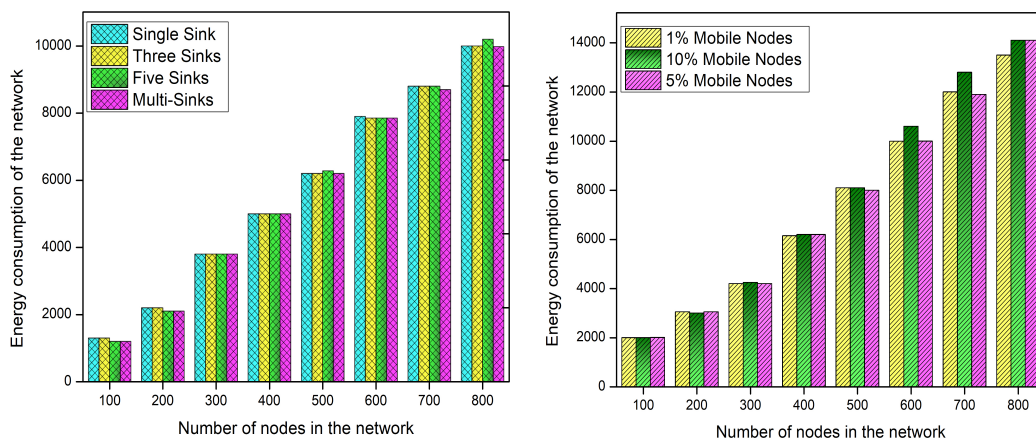 Single Sink
Three Sinks
Five Sinks
Multi-Sinks
Energy consumption of the network
10000
8000
6000
4000
2000
0
100 200 300 400 500 600 700 800
Number of nodes in the network
1% Mobile Nodes
10% Mobile Nodes
5% Mobile Nodes
Energy consumption of the network
14000
12000
10000
8000
6000
4000
2000
0
100 200 300 400 500 600 700 800
Number of nodes in the network